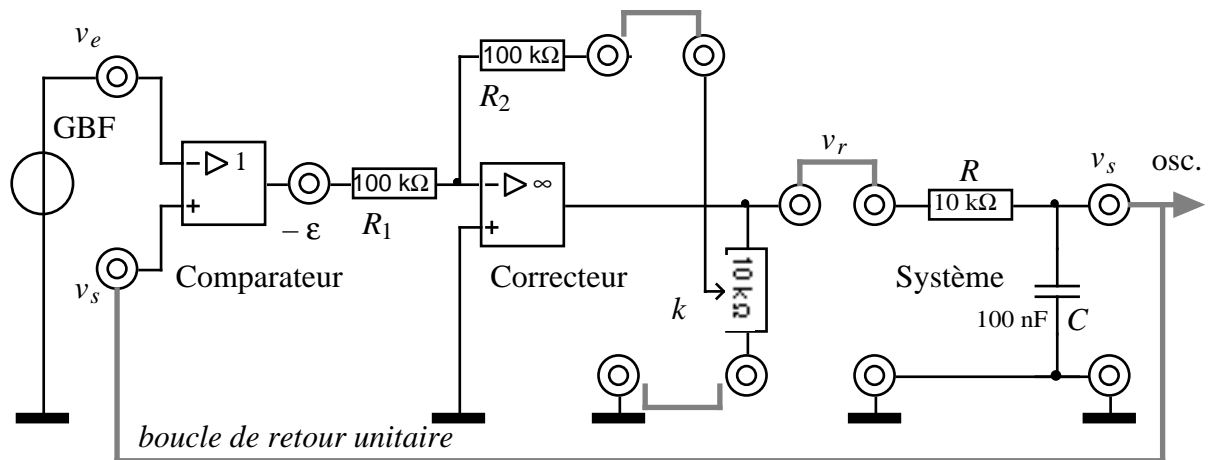 v_e
GBF
v_s
− ▷ 1
+
Comparateur
− ε
100 kΩ
R_1
100 kΩ
R_2
− ▷ ∞
+
Correcteur
k
10 kΩ
v_r
R
10 kΩ
Système
100 nF C
v_s
osc.
boucle de retour unitaire